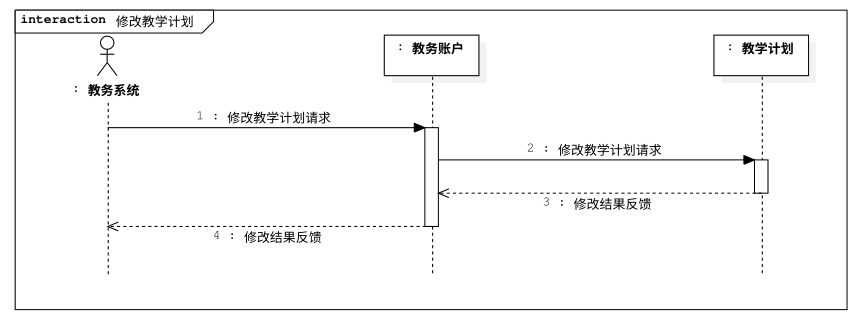 interaction 修改教学计划
: 教务系统
: 教务账户
: 教学计划
1 : 修改教学计划请求
2 : 修改教学计划请求
3 : 修改结果反馈
4 : 修改结果反馈